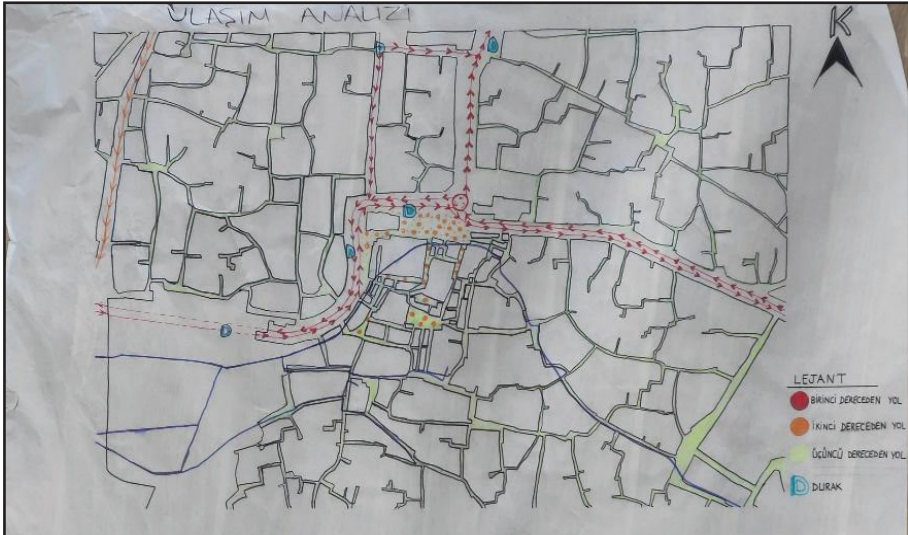 ULAŞIM ANALİZİ
K
LEJANT
BİRİNCİ DERECEDEN YOL
İKİNCİ DERECEDEN YOL
ÜÇÜNCÜ DERECEDEN YOL
D DURAK